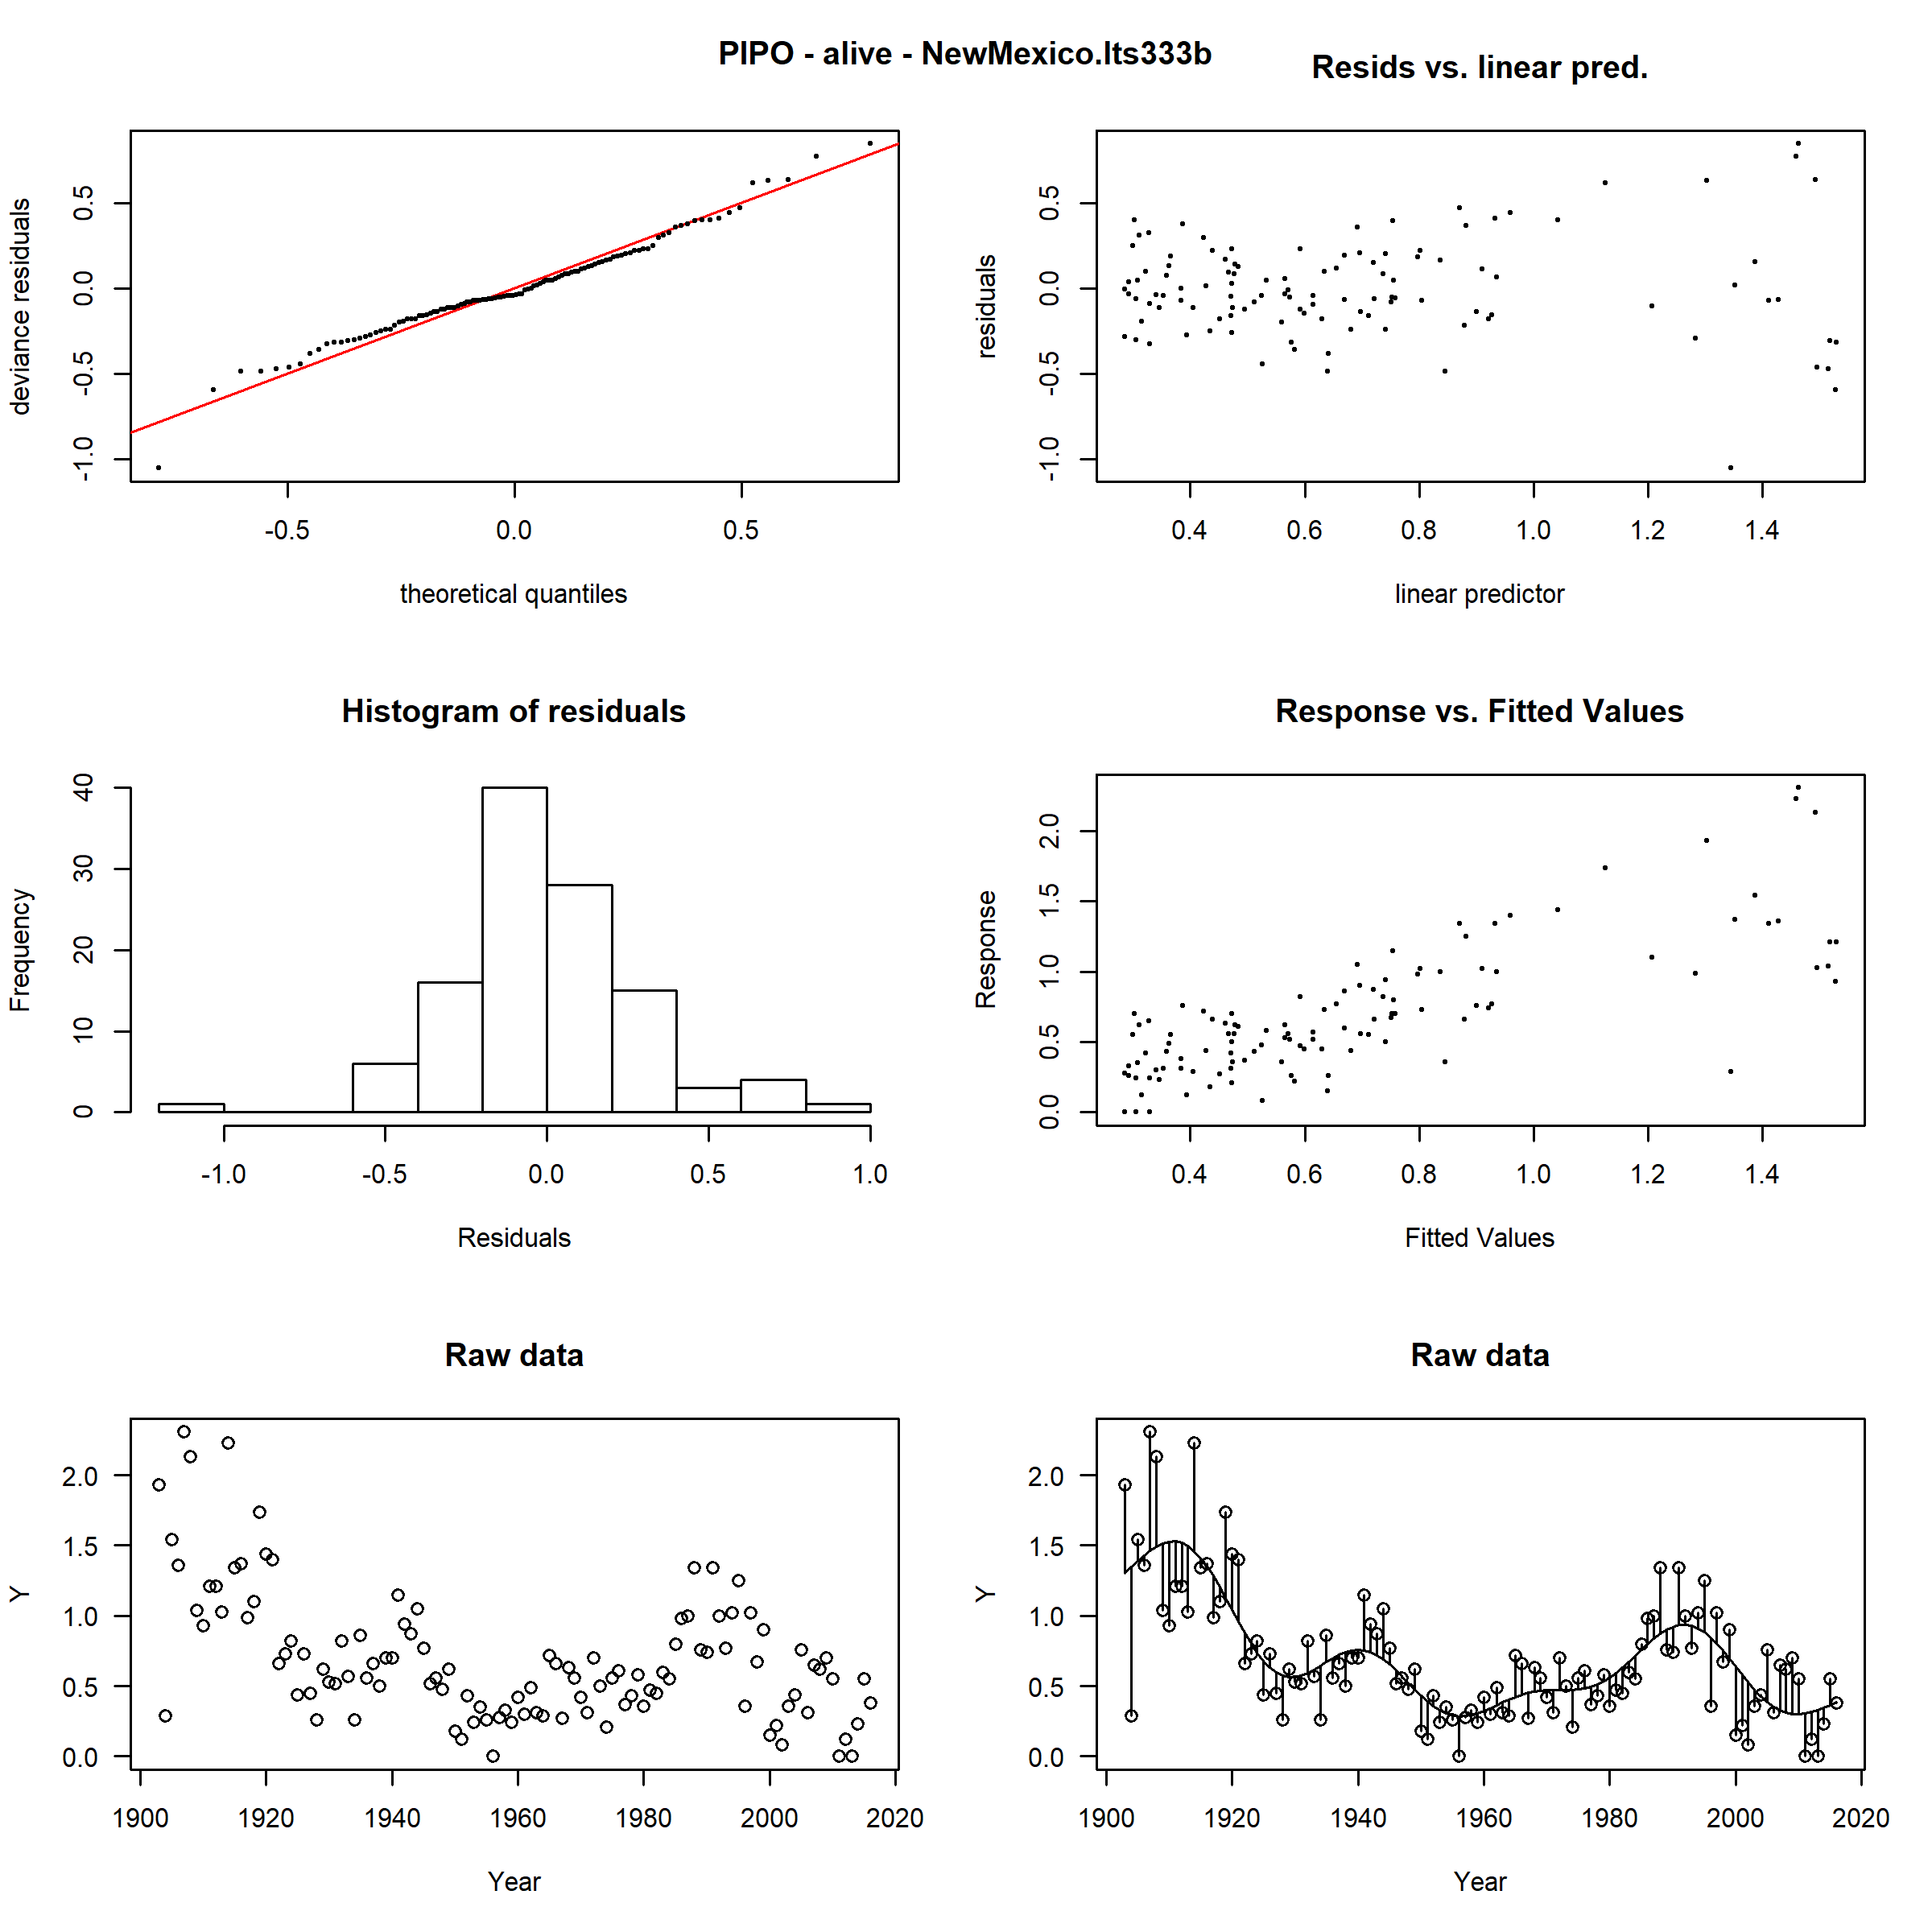 PIPO - alive - NewMexico.Its333b
Resids vs. linear pred.
deviance residuals
0.5
0.0
-0.5
-1.0
-0.5 0.0 0.5
theoretical quantiles
residuals
0.5
0.0
-0.5
-1.0
0.4 0.6 0.8 1.0 1.2 1.4
linear predictor
Histogram of residuals
Frequency
40
30
20
10
0
-1.0 -0.5 0.0 0.5 1.0
Residuals
Response vs. Fitted Values
Response
2.0
1.5
1.0
0.5
0.0
0.4 0.6 0.8 1.0 1.2 1.4
Fitted Values
Raw data
Y
2.0
1.5
1.0
0.5
0.0
1900 1920 1940 1960 1980 2000 2020
Year
Raw data
Y
2.0
1.5
1.0
0.5
0.0
1900 1920 1940 1960 1980 2000 2020
Year